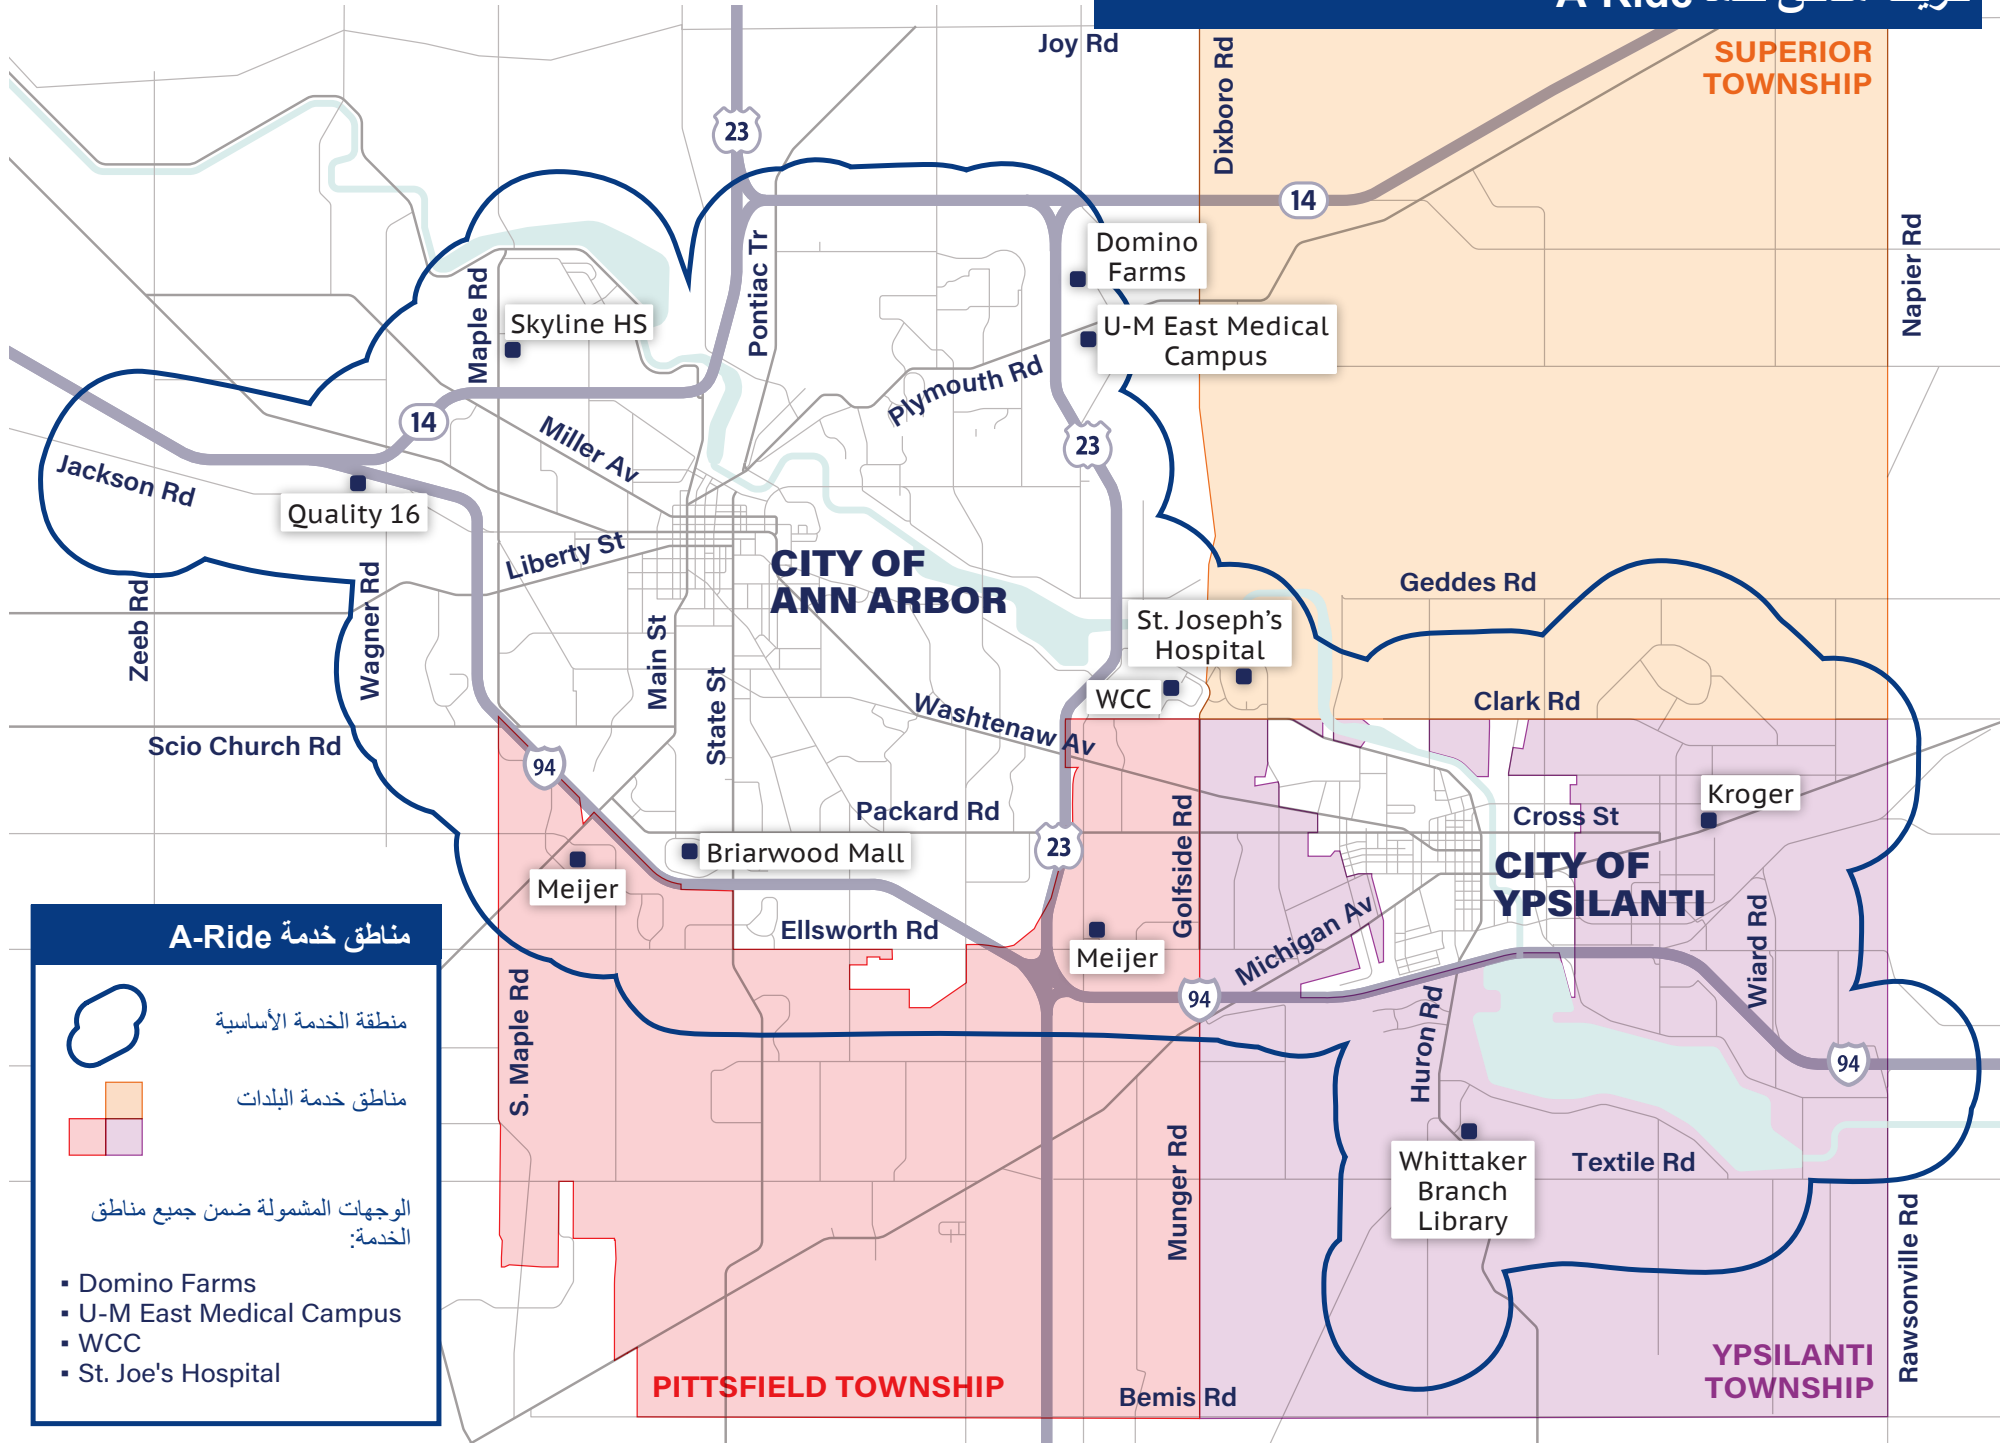 A-Ride
Joy Rd
Dixboro Rd
SUPERIOR
TOWNSHIP
23
14
Napier Rd
Domino
Farms
Pontiac Tr
Maple Rd
Skyline HS
U-M East Medical
Campus
Plymouth Rd
14
Miller Av
23
Jackson Rd
Quality 16
Liberty St
CITY OF
ANN ARBOR
Geddes Rd
Zeeb Rd
Wagner Rd
Main St
State St
St. Joseph's
Hospital
WCC
Clark Rd
Washtenaw Av
Scio Church Rd
94
Packard Rd
Golfside Rd
Kroger
Cross St
23
Briarwood Mall
Meijer
CITY OF
YPSILANTI
Ellsworth Rd
Meijer
Michigan Av
Wiard Rd
94
Huron Rd
S. Maple Rd
94
Munger Rd
Whittaker
Branch
Library
Textile Rd
Rawsonville Rd
PITTSFIELD TOWNSHIP
Bemis Rd
YPSILANTI
TOWNSHIP
مناطق خدمة A-Ride
منطقة الخدمة الأساسية
مناطق خدمة البلدات
الوجهات المشمولة ضمن جميع مناطق
الخدمة:
▪ Domino Farms
▪ U-M East Medical Campus
▪ WCC
▪ St. Joe's Hospital